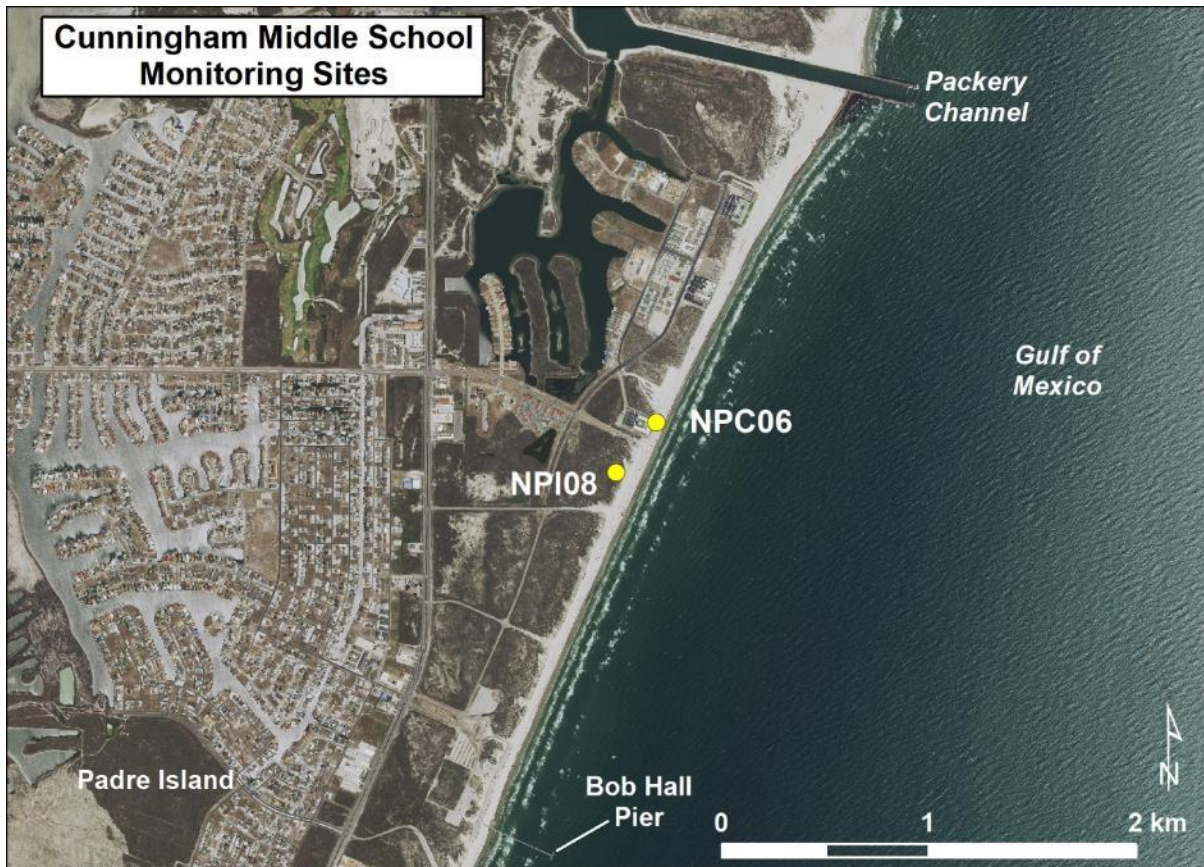 Cunningham Middle School
Monitoring Sites
Packery
Channel
Gulf of
Mexico
NPC06
NPI08
Padre Island
Bob Hall
Pier
N
0 1 2 km